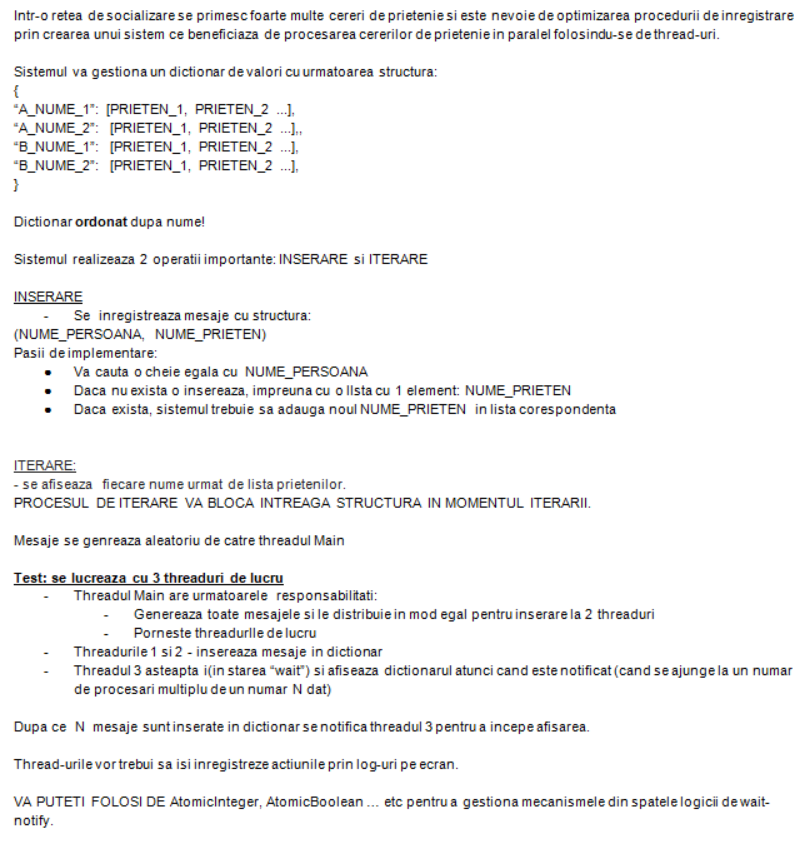 Intr-o retea de socializare se primesc foarte multe cereri de prietenie si este nevoie de optimizarea procedurii de inregistrare
prin crearea unui sistem ce beneficiaza de procesarea cererilor de prietenie in paralel folosindu-se de thread-uri.
Sistemul va gestiona un dictionar de valori cu urmatoarea structura:
{
“A_NUME_1”: [PRIETEN_1, PRIETEN_2 ...],
“A_NUME_2”: [PRIETEN_1, PRIETEN_2 ...],,
“B_NUME_1”: [PRIETEN_1, PRIETEN_2 ...],
“B_NUME_2”: [PRIETEN_1, PRIETEN_2 ...],
}
Dictionar ordonat dupa nume!
Sistemul realizeaza 2 operatii importante: INSERARE si ITERARE
INSERARE
- Se inregistreaza mesaje cu structura:
(NUME_PERSOANA, NUME_PRIETEN)
Pasii de implementare:
● Va cauta o cheie egala cu NUME_PERSOANA
● Daca nu exista o insereaza, impreuna cu o lIsta cu 1 element: NUME_PRIETEN
● Daca exista, sistemul trebuie sa adauga noul NUME_PRIETEN in lista corespondenta
ITERARE:
- se afiseaza fiecare nume urmat de lista prietenilor.
PROCESUL DE ITERARE VA BLOCA INTREAGA STRUCTURA IN MOMENTUL ITERARII.
Mesaje se genreaza aleatoriu de catre threadul Main
Test: se lucreaza cu 3 threaduri de lucru
- Threadul Main are urmatoarele responsabilitati:
- Genereaza toate mesajele si le distribuie in mod egal pentru inserare la 2 threaduri
- Porneste threadurIle de lucru
- Threadurile 1 si 2 - insereaza mesaje in dictionar
- Threadul 3 asteapta i(in starea “wait”) si afiseaza dictionarul atunci cand este notificat (cand se ajunge la un numar
de procesari multiplu de un numar N dat)
Dupa ce N mesaje sunt inserate in dictionar se notifica threadul 3 pentru a incepe afisarea.
Thread-urile vor trebui sa isi inregistreze actiunile prin log-uri pe ecran.
VA PUTETI FOLOSI DE AtomicInteger, AtomicBoolean ... etc pentru a gestiona mecanismele din spatele logicii de wait-
notify.